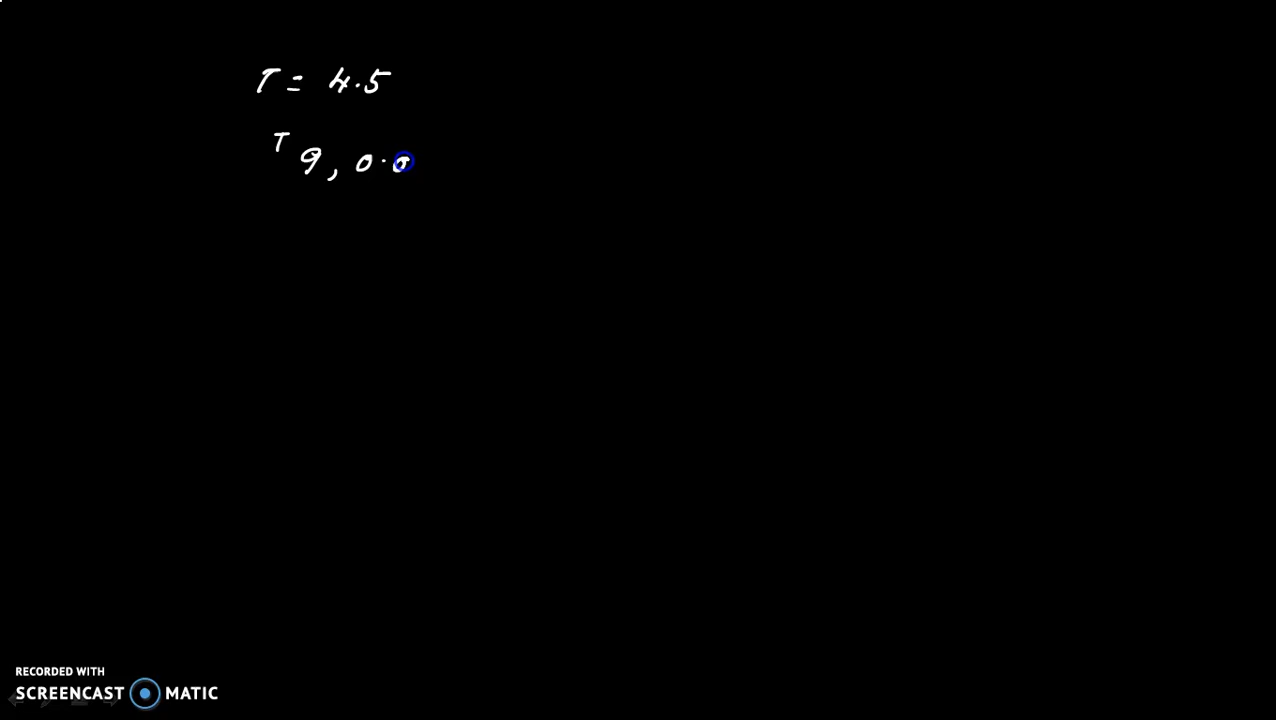 T = 4.5
T 9, 0.0
RECORDED WITH
SCREENCAST MATIC